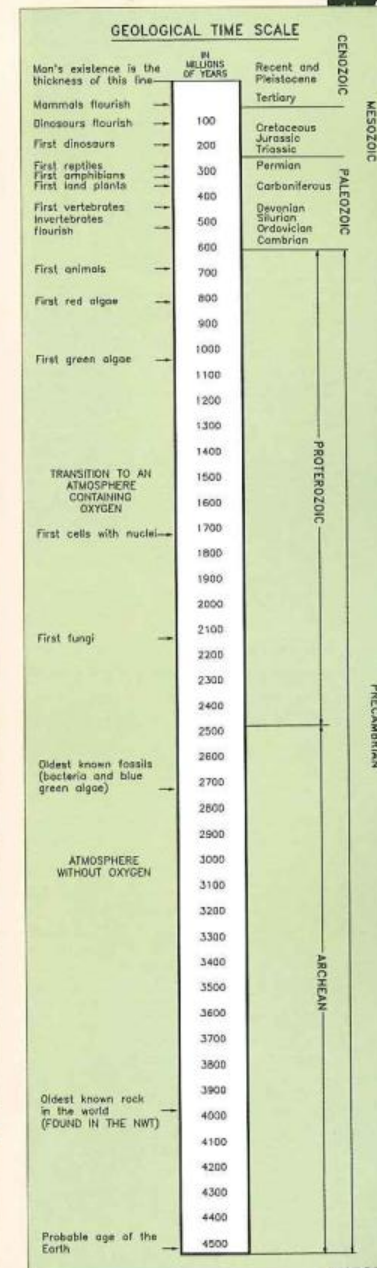 GEOLOGICAL TIME SCALE
IN
MILLIONS
OF YEARS
Man's existence is the
thickness of this line
Mammals flourish
Dinosaurs flourish
First dinosaurs
First reptiles
First amphibians
First land plants
First vertebrates
Invertebrates
flourish
First animals
First red algae
First green algae
TRANSITION TO AN
ATMOSPHERE
CONTAINING
OXYGEN
First cells with nuclei
First fungi
Oldest known fossils
(bacteria and blue
green algae)
ATMOSPHERE
WITHOUT OXYGEN
Oldest known rock
in the world
(FOUND IN THE NWT)
Probable age of the
Earth
100
200
300
400
500
600
700
800
900
1000
1100
1200
1300
1400
1500
1600
1700
1800
1900
2000
2100
2200
2300
2400
2500
2600
2700
2800
2900
3000
3100
3200
3300
3400
3500
3600
3700
3800
3900
4000
4100
4200
4300
4400
4500
Recent and
Pleistocene
Tertiary
Cretaceous
Jurassic
Triassic
Permian
Carboniferous
Devonian
Silurian
Ordovician
Cambrian
CENOZOIC
MESOZOIC
PALEOZOIC
PROTEROZOIC
PRECAMBRIAN
ARCHEAN